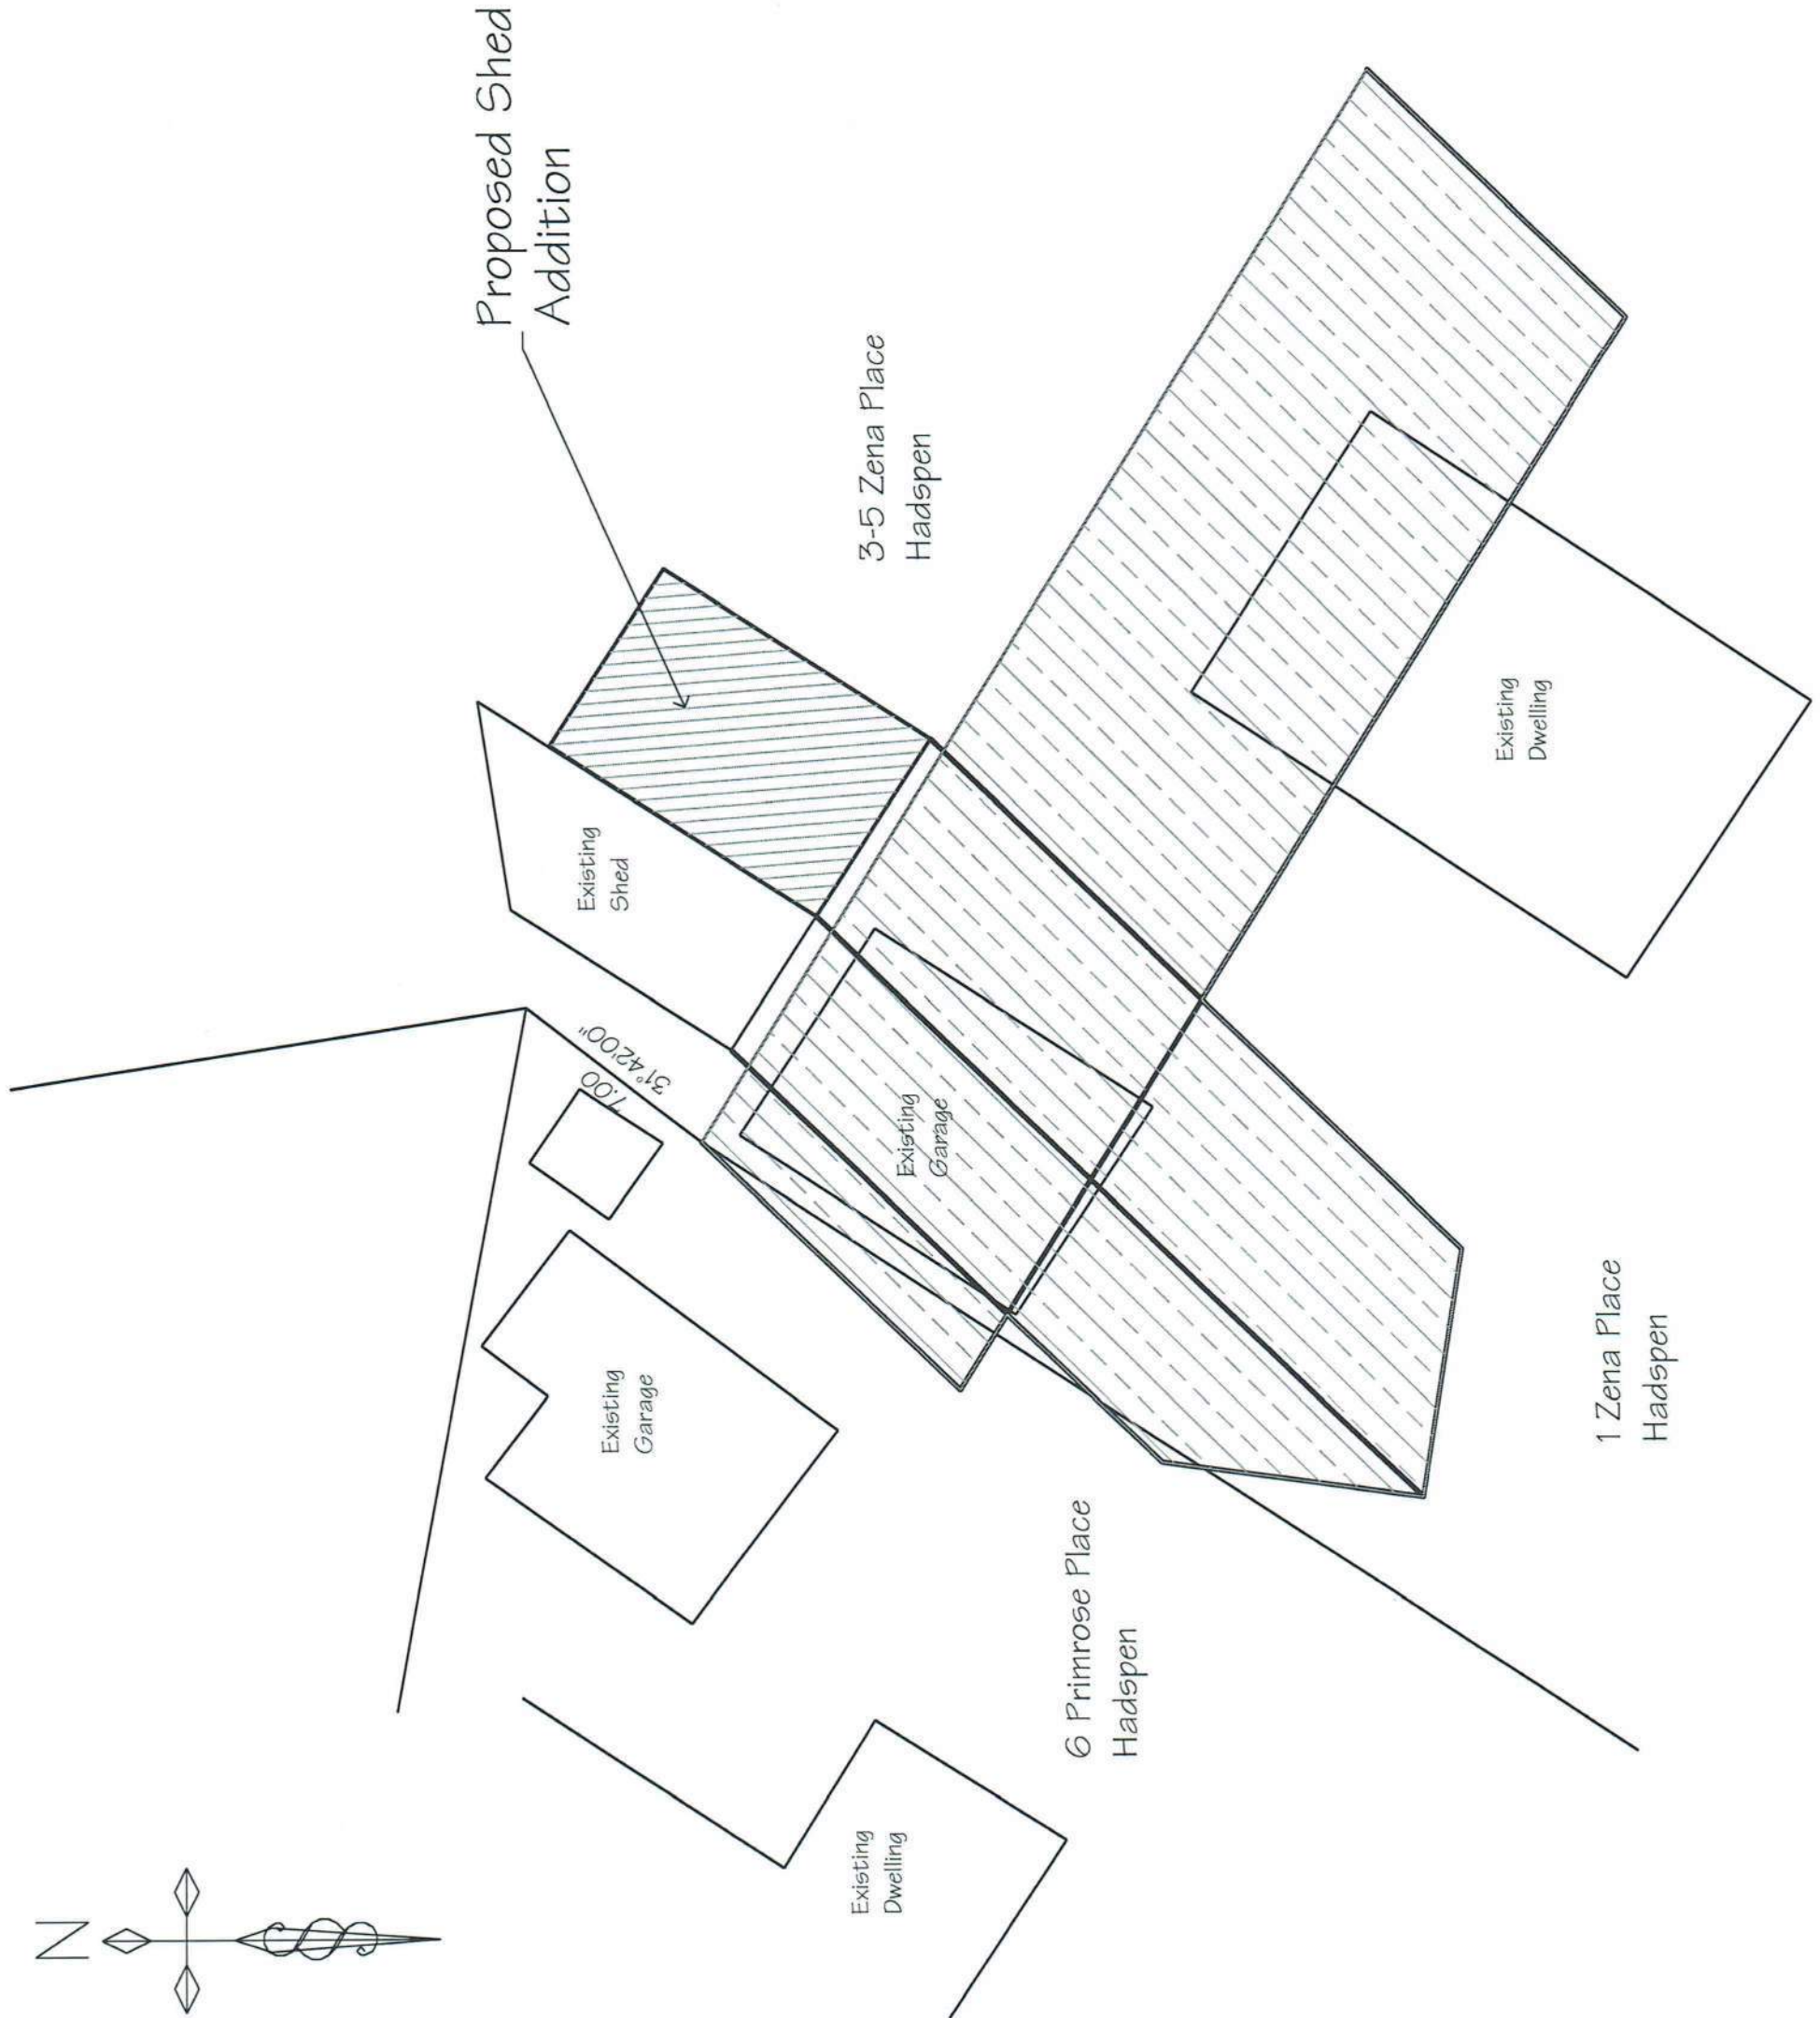 N
Proposed Shed
Addition
Existing
Shed
7.00
31°42'00"
Existing
Garage
3-5 Zena Place
Hadspen
Existing
Dwelling
Existing
Garage
6 Primrose Place
Hadspen
Existing
Dwelling
1 Zena Place
Hadspen